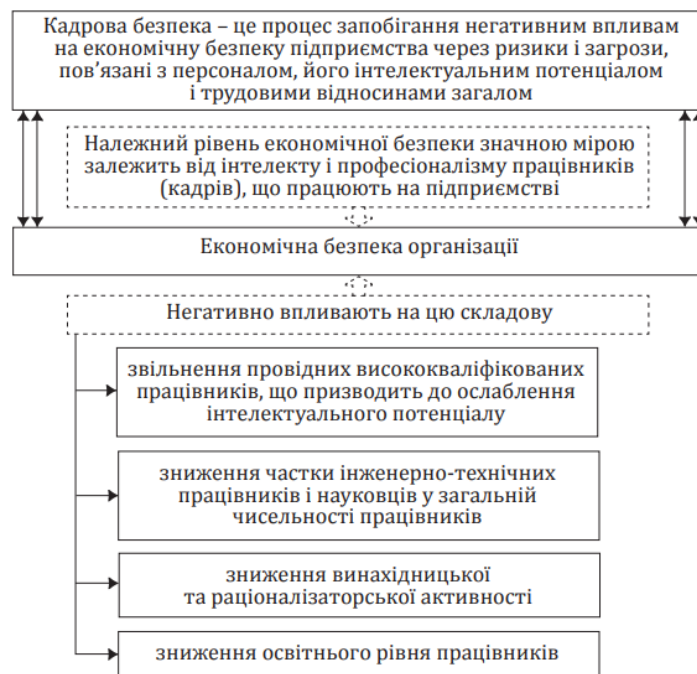 Кадрова безпека – це процес запобігання негативним впливам
на економічну безпеку підприємства через ризики і загрози,
пов’язані з персоналом, його інтелектуальним потенціалом
і трудовими відносинами загалом
Належний рівень економічної безпеки значною мірою
залежить від інтелекту і професіоналізму працівників
(кадрів), що працюють на підприємстві
Економічна безпека організації
Негативно впливають на цю складову
звільнення провідних висококваліфікованих
працівників, що призводить до ослаблення
інтелектуального потенціалу
зниження частки інженерно-технічних
працівників і науковців у загальній
чисельності працівників
зниження винахідницької
та раціоналізаторської активності
зниження освітнього рівня працівників